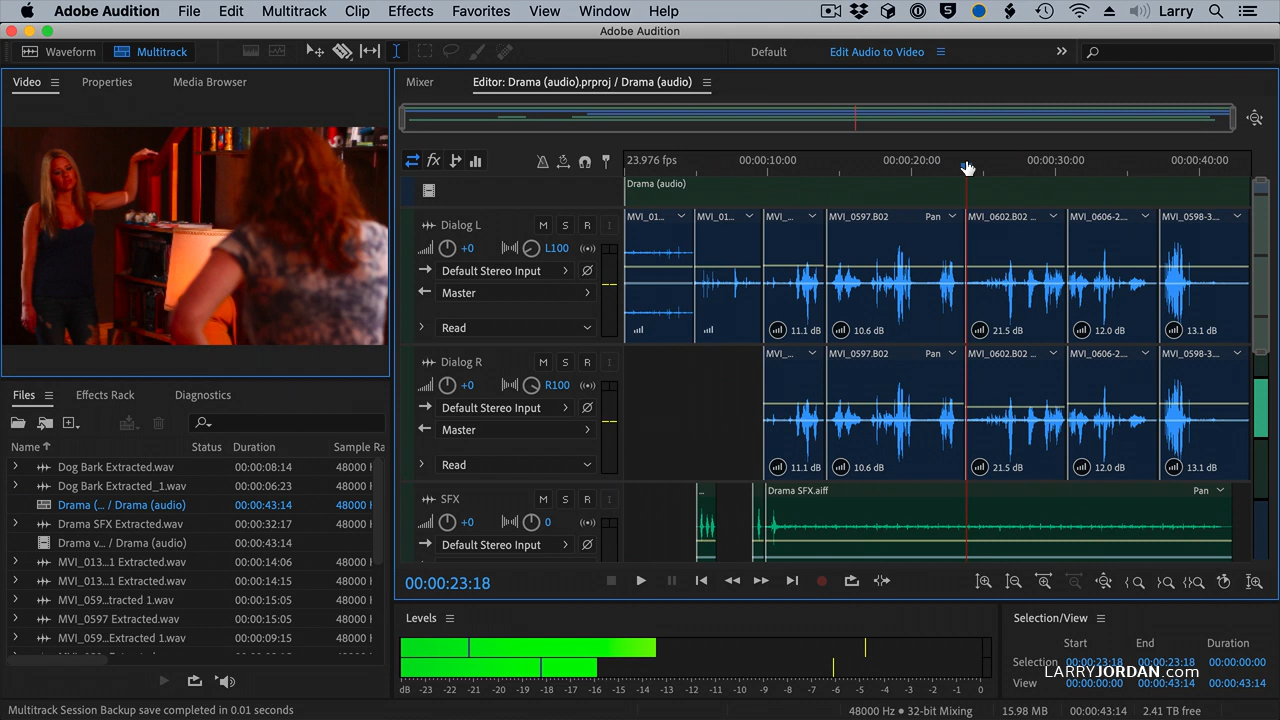 Adobe Audition File Edit Multitrack Clip Effects Favorites View Window Help Larry
Adobe Audition
Waveform Multitrack Default Edit Audio to Video
Video Properties Media Browser
Mixer Editor: Drama (audio).prproj / Drama (audio)
23.976 fps 00:00:10:00 00:00:20:00 00:00:30:00 00:00:40:00
Drama (audio)
Dialog L M S R I
MVI_01... MVI_01... MVI_... MVI_0597.B02 Pan MVI_0602.B02 ... MVI_0606-2.... MVI_0598-3....
+0 L100
Default Stereo Input
Master
Read
11.1 dB 10.6 dB 21.5 dB 12.0 dB 13.1 dB
Dialog R M S R I
MVI_... MVI_0597.B02 Pan MVI_0602.B02 ... MVI_0606-2.... MVI_0598-3....
+0 R100
Default Stereo Input
Master
Read
11.1 dB 10.6 dB 21.5 dB 12.0 dB 13.1 dB
SFX M S R I
... Drama SFX.aiff Pan
+0 0
Default Stereo Input
00:00:23:18
Files Effects Rack Diagnostics
Name Status Duration Sample Ra
Dog Bark Extracted.wav 00:00:08:14 48000 H
Dog Bark Extracted_1.wav 00:00:06:23 48000 H
Drama (... / Drama (audio) 00:00:43:14 48000 H
Drama SFX Extracted.wav 00:00:32:17 48000 H
Drama v... / Drama (audio) 00:00:43:14
MVI_013...1 Extracted.wav 00:00:14:06 48000 H
MVI_013...1 Extracted.wav 00:00:14:15 48000 H
MVI_059...tracted 1.wav 00:00:15:05 48000 H
MVI_0597 Extracted.wav 00:00:15:05 48000 H
MVI_059...Extracted 1.wav 00:00:09:15 48000 H
Levels
dB -23 -22 -21 -20 -19 -18 -17 -16 -15 -14 -13 -12 -11 -10 -9 -8 -7 -6 -5 -4 -3 -2 -1 0
Selection/View
Start End Duration
Selection 00:00:23:18 00:00:23:18 00:00:00:00
View 00:00:00:00 00:00:43:14 00:00:43:14
LARRYJORDAN.com
Multitrack Session Backup save completed in 0.01 seconds
48000 Hz ● 32-bit Mixing 15.98 MB 00:00:43:14 2.41 TB free